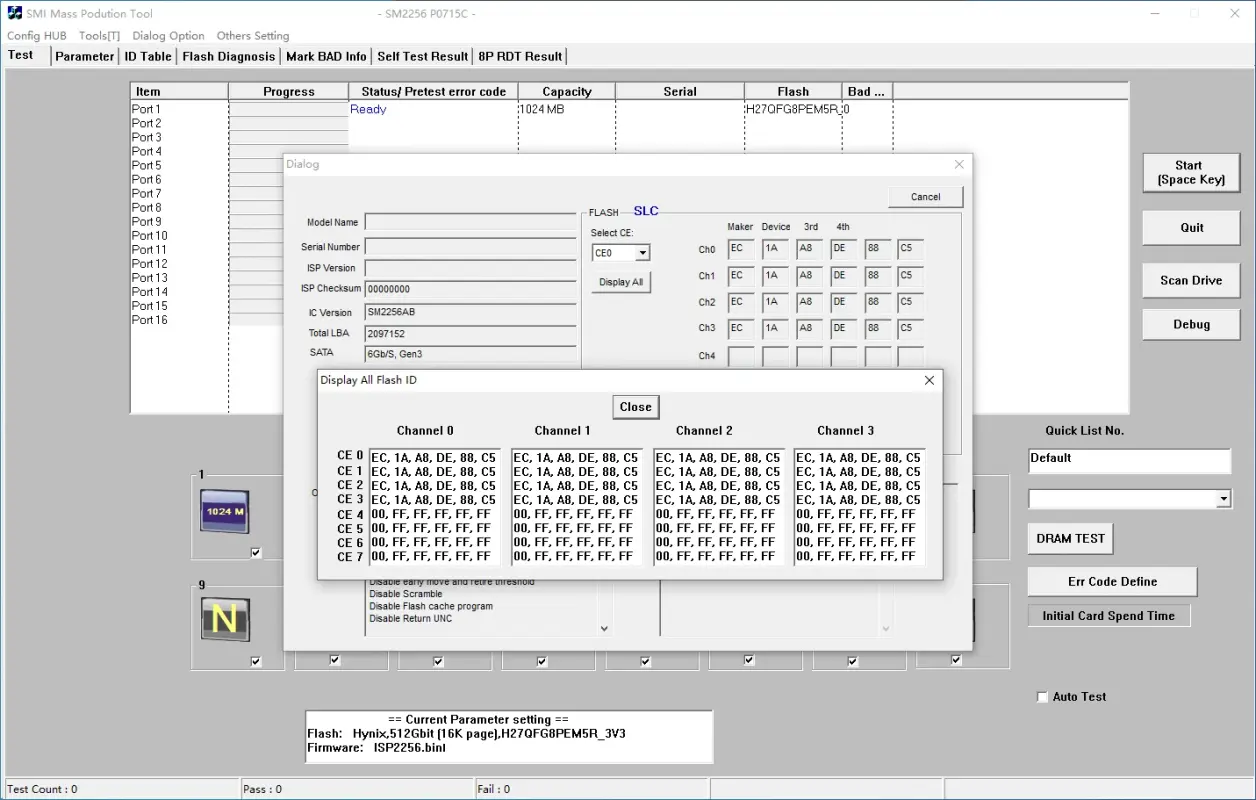 SMI Mass Podution Tool - SM2256 P0715C -
Config HUB Tools[T] Dialog Option Others Setting
Test Parameter ID Table Flash Diagnosis Mark BAD Info Self Test Result 8P RDT Result
Item Progress Status/ Pretest error code Capacity Serial Flash Bad ...
Port 1 Ready 1024 MB H27QFG8PEM5R_ 0
Port 2
Port 3
Port 4
Port 5
Port 6
Port 7
Port 8
Port 9
Port 10
Port 11
Port 12
Port 13
Port 14
Port 15
Port 16
Start
(Space Key)
Quit
Scan Drive
Debug
Dialog
Cancel
Model Name
Serial Number
ISP Version
ISP Checksum 00000000
IC Version SM2256AB
Total LBA 2097152
SATA 6Gb/S, Gen3
FLASH SLC
Select CE:
CE0
Display All
Maker Device 3rd 4th
Ch0 EC 1A A8 DE 88 C5
Ch1 EC 1A A8 DE 88 C5
Ch2 EC 1A A8 DE 88 C5
Ch3 EC 1A A8 DE 88 C5
Ch4
Display All Flash ID
Close
Channel 0 Channel 1 Channel 2 Channel 3
CE 0 EC, 1A, A8, DE, 88, C5 EC, 1A, A8, DE, 88, C5 EC, 1A, A8, DE, 88, C5 EC, 1A, A8, DE, 88, C5
CE 1 EC, 1A, A8, DE, 88, C5 EC, 1A, A8, DE, 88, C5 EC, 1A, A8, DE, 88, C5 EC, 1A, A8, DE, 88, C5
CE 2 EC, 1A, A8, DE, 88, C5 EC, 1A, A8, DE, 88, C5 EC, 1A, A8, DE, 88, C5 EC, 1A, A8, DE, 88, C5
CE 3 EC, 1A, A8, DE, 88, C5 EC, 1A, A8, DE, 88, C5 EC, 1A, A8, DE, 88, C5 EC, 1A, A8, DE, 88, C5
CE 4 00, FF, FF, FF, FF, FF 00, FF, FF, FF, FF, FF 00, FF, FF, FF, FF, FF 00, FF, FF, FF, FF, FF
CE 5 00, FF, FF, FF, FF, FF 00, FF, FF, FF, FF, FF 00, FF, FF, FF, FF, FF 00, FF, FF, FF, FF, FF
CE 6 00, FF, FF, FF, FF, FF 00, FF, FF, FF, FF, FF 00, FF, FF, FF, FF, FF 00, FF, FF, FF, FF, FF
CE 7 00, FF, FF, FF, FF, FF 00, FF, FF, FF, FF, FF 00, FF, FF, FF, FF, FF 00, FF, FF, FF, FF, FF
Disable early move and retire threshold
Disable Scramble
Disable Flash cache program
Disable Return UNC
1
1024 M
9
N
Quick List No.
Default
DRAM TEST
Err Code Define
Initial Card Spend Time
Auto Test
== Current Parameter setting ==
Flash: Hynix,512Gbit (16K page),H27QFG8PEM5R_3V3
Firmware: ISP2256.binI
Test Count : 0 Pass : 0 Fail : 0